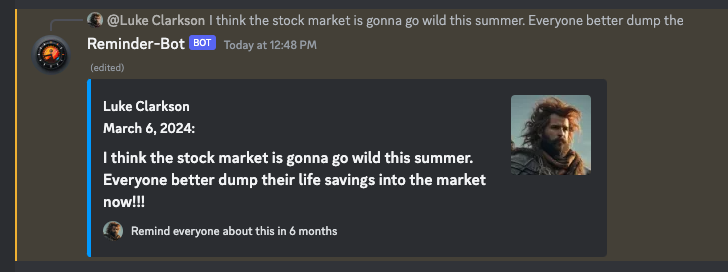 @Luke Clarkson I think the stock market is gonna go wild this summer. Everyone better dump the
Reminder-Bot BOT Today at 12:48 PM
(edited)
Luke Clarkson
March 6, 2024:
I think the stock market is gonna go wild this summer.
Everyone better dump their life savings into the market
now!!!
Remind everyone about this in 6 months